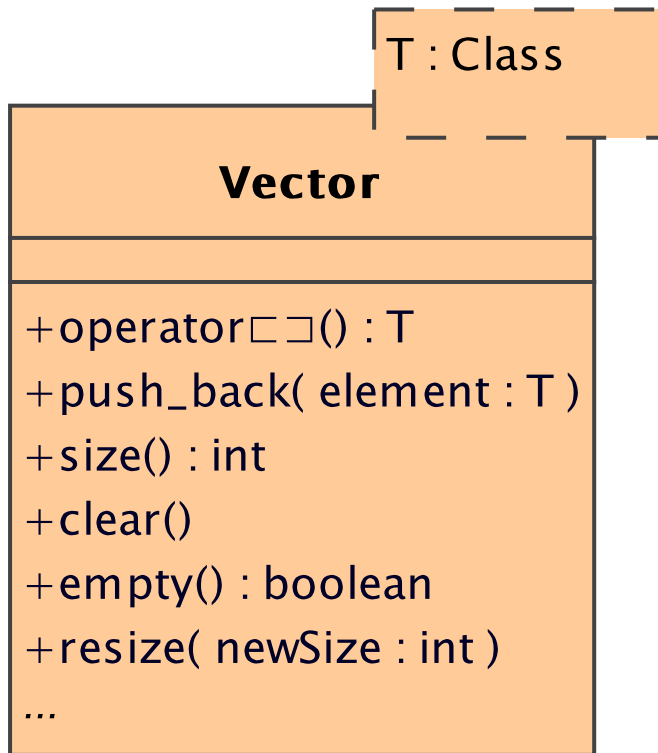 T : Class
Vector
+operator[ ]() : T
+push_back( element : T )
+size() : int
+clear()
+empty() : boolean
+resize( newSize : int )
...